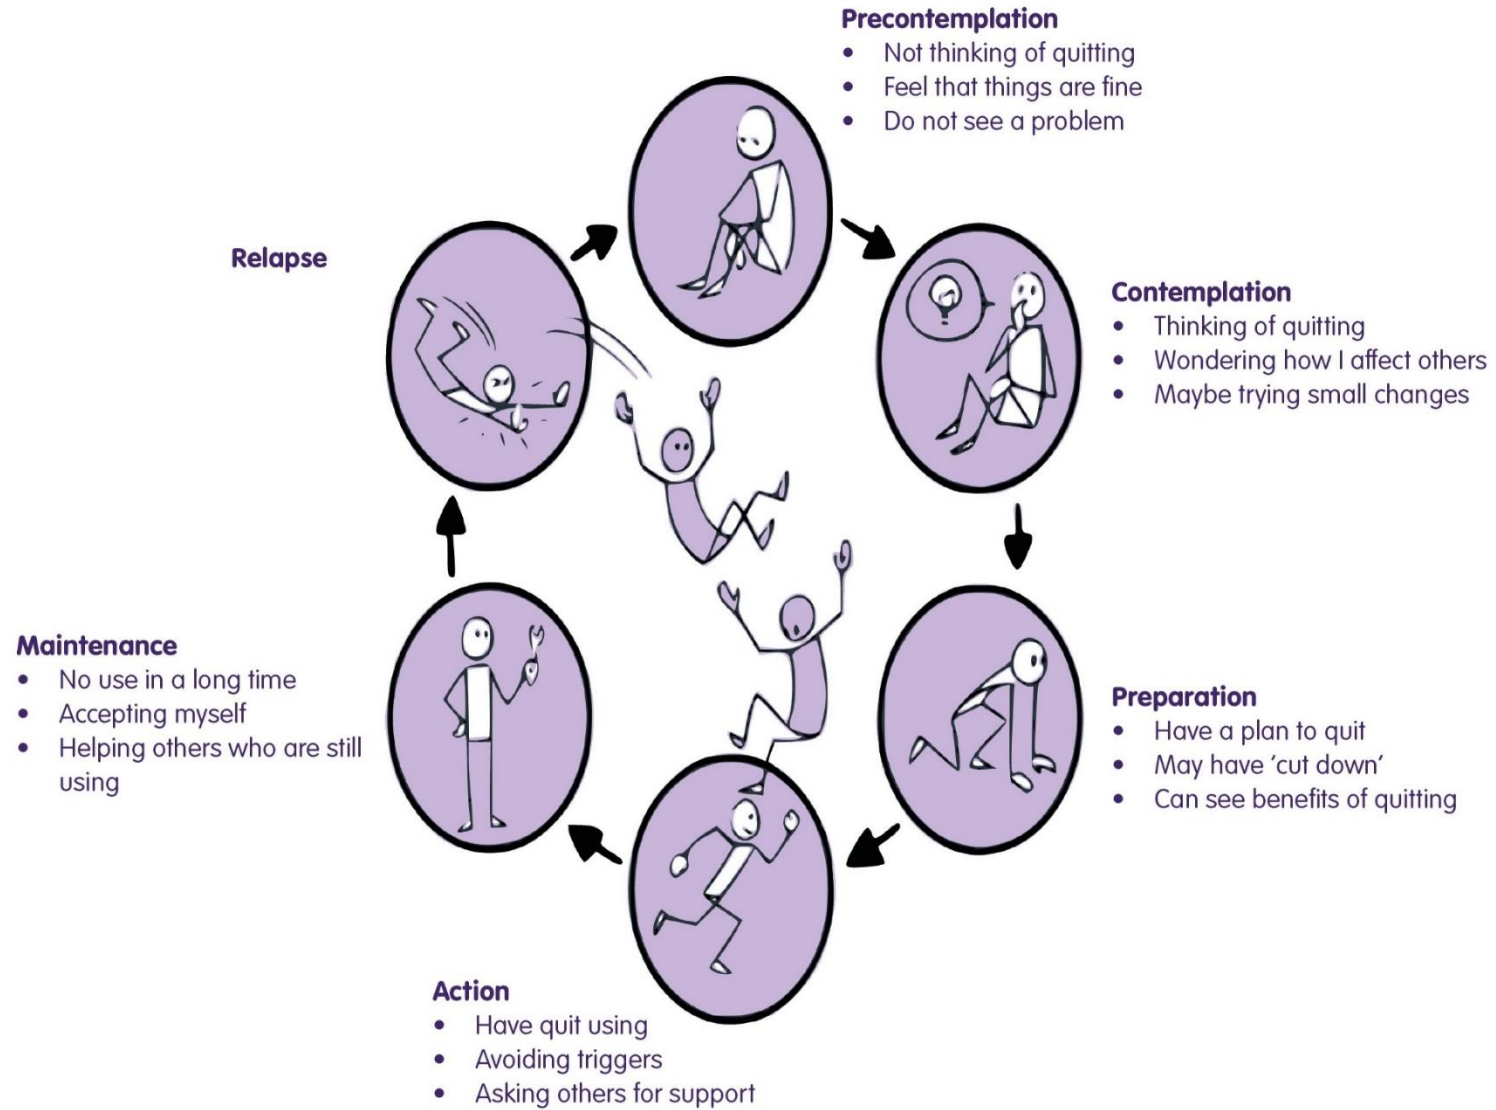 Precontemplation
• Not thinking of quitting
• Feel that things are fine
• Do not see a problem
Contemplation
• Thinking of quitting
• Wondering how I affect others
• Maybe trying small changes
Preparation
• Have a plan to quit
• May have ‘cut down’
• Can see benefits of quitting
Action
• Have quit using
• Avoiding triggers
• Asking others for support
Maintenance
• No use in a long time
• Accepting myself
• Helping others who are still
using
Relapse